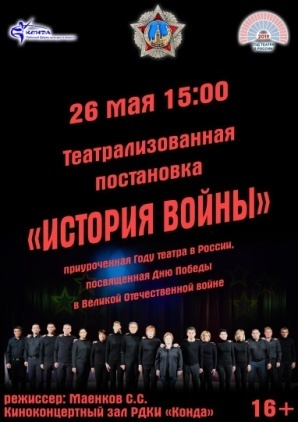 КОНДА
2019
26 мая 15:00
Театрализованная
постановка
«ИСТОРИЯ ВОЙНЫ»
приуроченная Году театра в России,
посвященная Дню Победы
в Великой Отечественной войне
режиссер: Маенков С.С.
Киноконцертный зал РДКИ «Конда»
16+